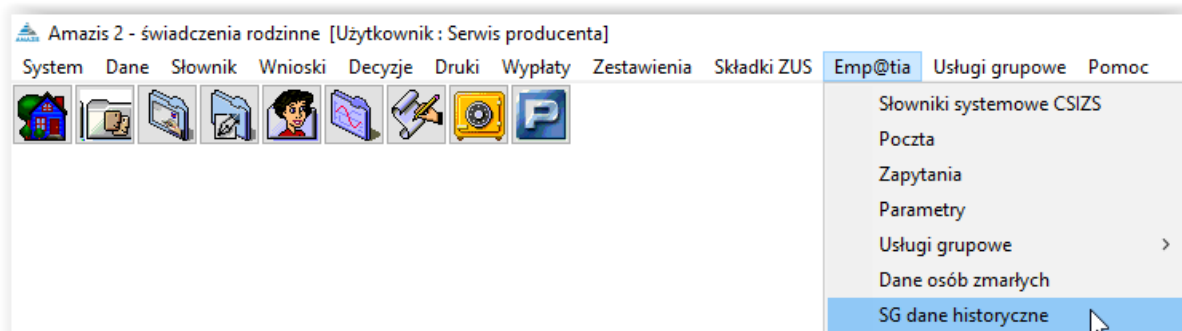 Amazis 2 - świadczenia rodzinne [Użytkownik : Serwis producenta]
System Dane Słownik Wnioski Decyzje Druki Wypłaty Zestawienia Składki ZUS Emp@tia Usługi grupowe Pomoc
Słowniki systemowe CSIZS
Poczta
Zapytania
Parametry
Usługi grupowe
Dane osób zmarłych
SG dane historyczne